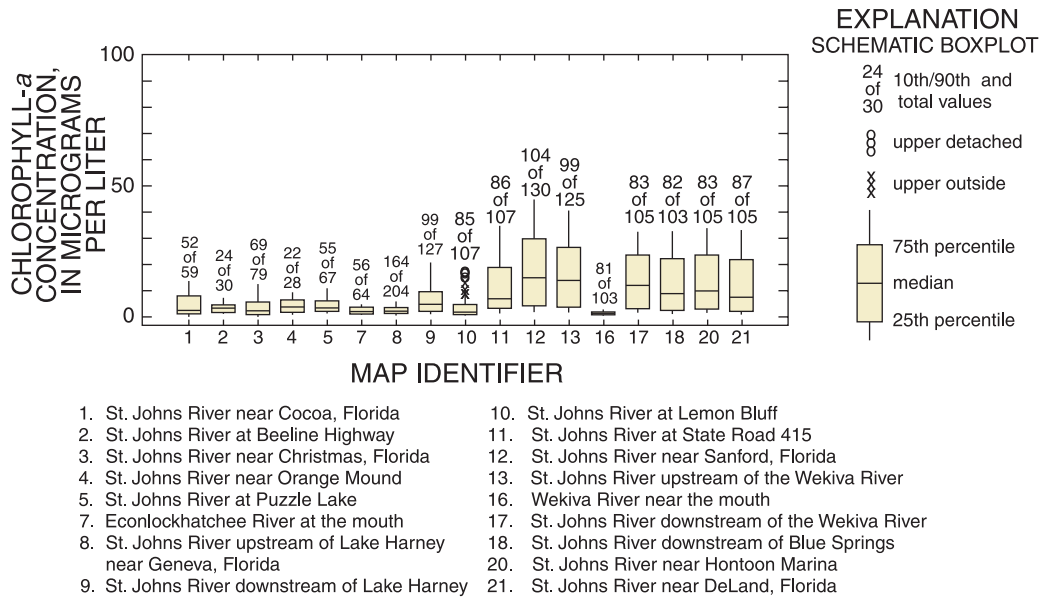 EXPLANATION
SCHEMATIC BOXPLOT
24 of 30
10th/90th and total values
upper detached
upper outside
75th percentile
median
25th percentile
CHLOROPHYLL-a
CONCENTRATION,
IN MICROGRAMS
PER LITER
100
50
0
52 of 59
24 of 30
69 of 79
22 of 28
55 of 67
56 of 64
164 of 204
99 of 127
85 of 107
86 of 107
104 of 130
99 of 125
81 of 103
83 of 105
82 of 103
83 of 105
87 of 105
1 2 3 4 5 7 8 9 10 11 12 13 16 17 18 20 21
MAP IDENTIFIER
1. St. Johns River near Cocoa, Florida
2. St. Johns River at Beeline Highway
3. St. Johns River near Christmas, Florida
4. St. Johns River near Orange Mound
5. St. Johns River at Puzzle Lake
7. Econlockhatchee River at the mouth
8. St. Johns River upstream of Lake Harney
near Geneva, Florida
9. St. Johns River downstream of Lake Harney
10. St. Johns River at Lemon Bluff
11. St. Johns River at State Road 415
12. St. Johns River near Sanford, Florida
13. St. Johns River upstream of the Wekiva River
16. Wekiva River near the mouth
17. St. Johns River downstream of the Wekiva River
18. St. Johns River downstream of Blue Springs
20. St. Johns River near Hontoon Marina
21. St. Johns River near DeLand, Florida